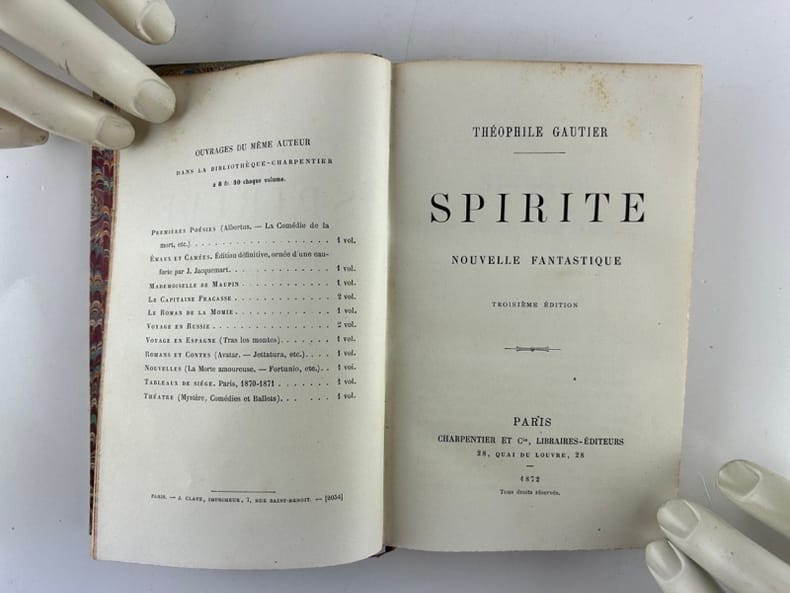 OUVRAGES DU MÊME AUTEUR
DANS LA BIBLIOTHÈQUE-CHARPENTIER
à 3 fr. 50 chaque volume.
PREMIÈRES POÉSIES (Albertus. — La Comédie de la
mort, etc.) . . . . . . . . . . . . . . . . . . . 1 vol.
ÉMAUX ET CAMÉES. Édition définitive, ornée d'une eau-
forte par J. Jacquemart. . . . . . . . . . . . . 1 vol.
MADEMOISELLE DE MAUPIN . . . . . . . . . . . . 1 vol.
LE CAPITAINE FRACASSE . . . . . . . . . . . . . 2 vol.
LE ROMAN DE LA MOMIE. . . . . . . . . . . . . 1 vol.
VOYAGE EN RUSSIE . . . . . . . . . . . . . . . 2 vol.
VOYAGE EN ESPAGNE (Tras los montes). . . . . . . 1 vol.
ROMANS ET CONTES (Avatar. — Jettatura, etc.). . . . 1 vol.
NOUVELLES (La Morte amoureuse. — Fortunio, etc.). . 1 vol.
TABLEAUX DE SIÉGE. Paris, 1870-1871 . . . . . . . 1 vol.
THÉATRE (Mystère, Comédies et Ballets). . . . . . 1 vol.
PARIS. — J. CLAYE, IMPRIMEUR, 7, RUE SAINT-BENOIT. — [2054]
THÉOPHILE GAUTIER
SPIRITE
NOUVELLE FANTASTIQUE
TROISIÈME ÉDITION
PARIS
CHARPENTIER ET Cie, LIBRAIRES-ÉDITEURS
28, QUAI DU LOUVRE, 28
1872
Tous droits réservés.